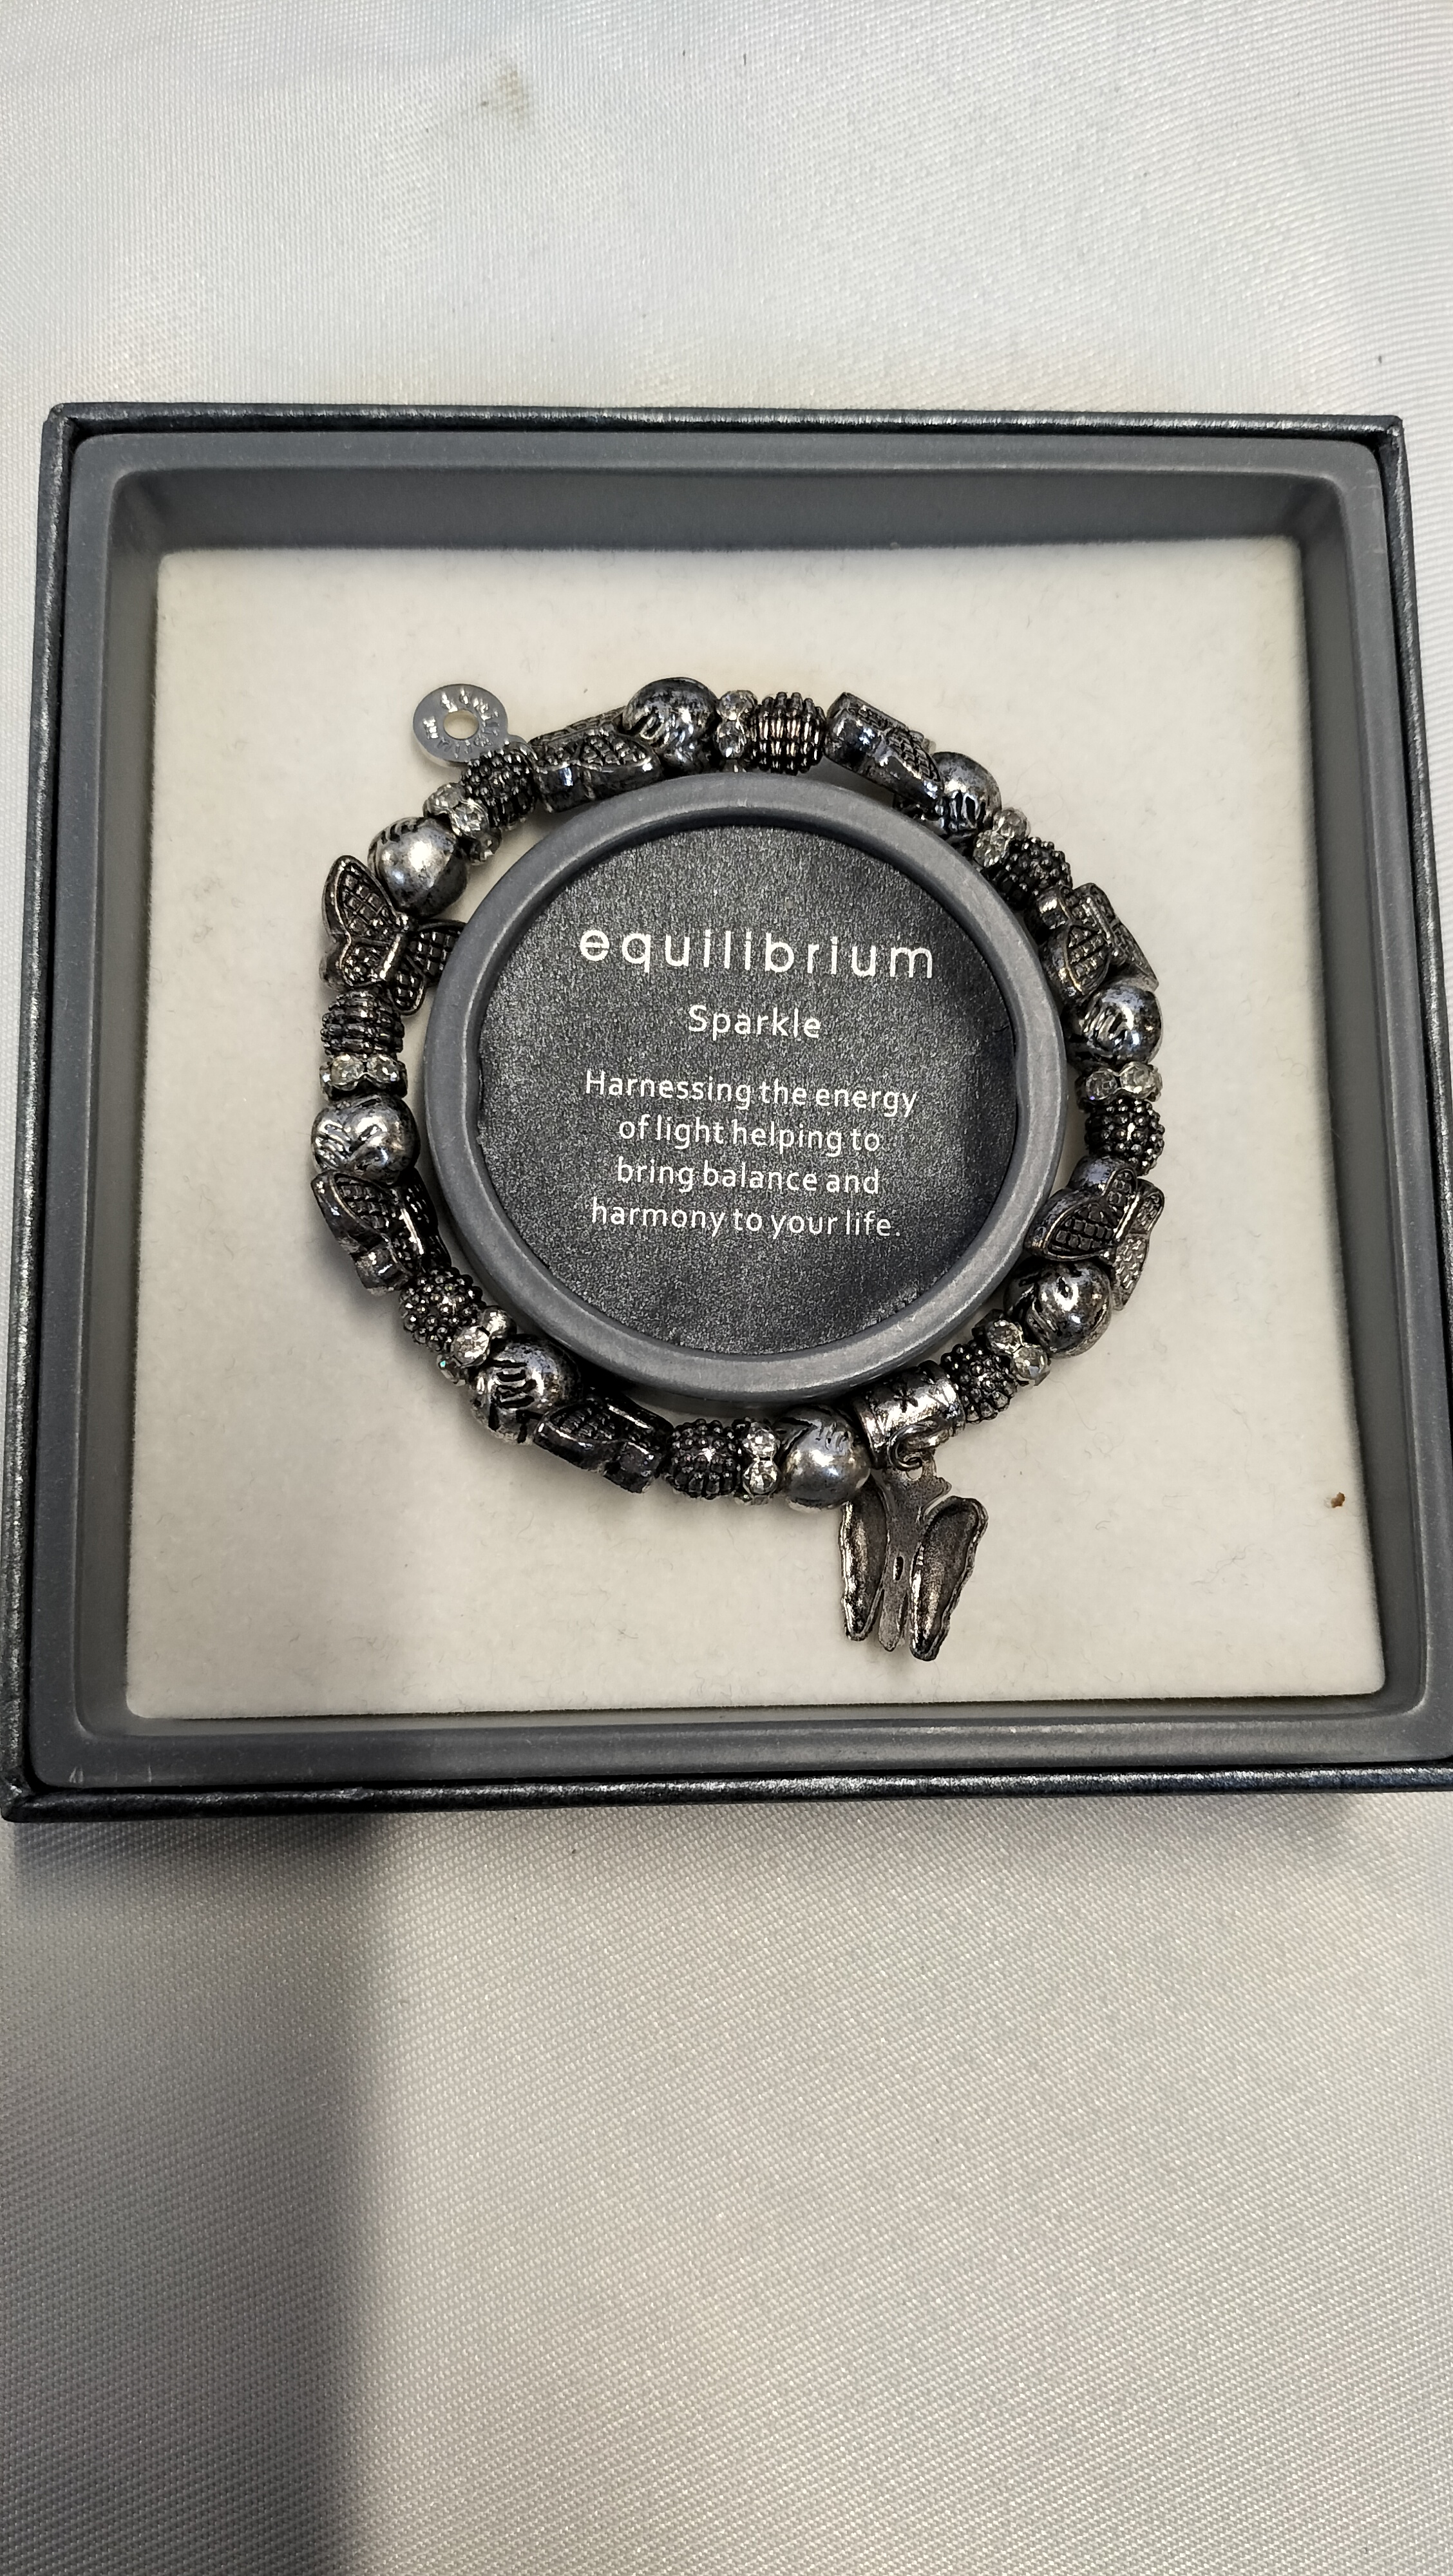 equilibrium
Sparkle
Harnessing the energy
of light helping to
bring balance and
harmony to your life.